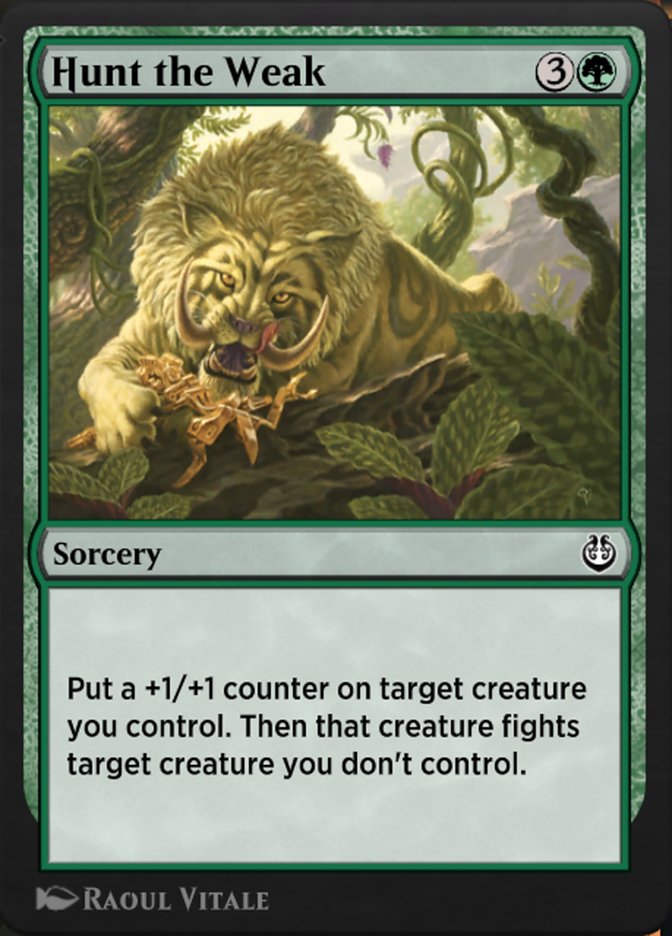 Hunt the Weak 3
Sorcery
Put a +1/+1 counter on target creature
you control. Then that creature fights
target creature you don't control.
Raoul Vitale